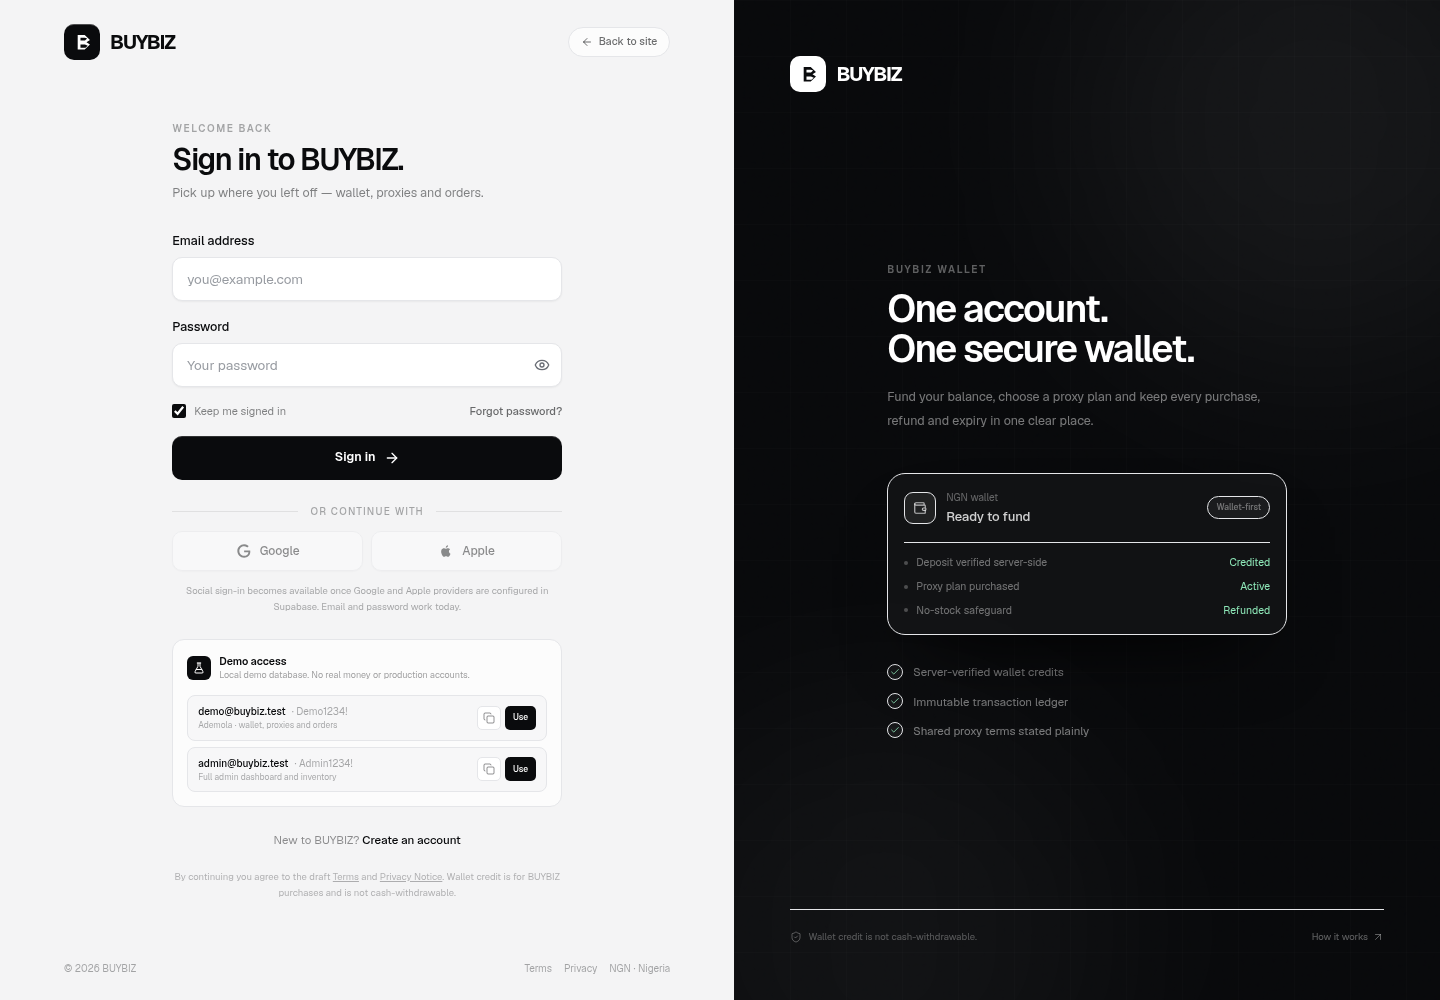 BUYBIZ
Back to site
WELCOME BACK
Sign in to BUYBIZ.
Pick up where you left off — wallet, proxies and orders.
Email address
you@example.com
Password
Your password
Keep me signed in
Forgot password?
Sign in
OR CONTINUE WITH
Google
Apple
Social sign-in becomes available once Google and Apple providers are configured in
Supabase. Email and password work today.
Demo access
Local demo database. No real money or production accounts.
demo@buybiz.test · Demo1234!
Ademola · wallet, proxies and orders
Use
admin@buybiz.test · Admin1234!
Full admin dashboard and inventory
Use
New to BUYBIZ? Create an account
By continuing you agree to the draft Terms and Privacy Notice. Wallet credit is for BUYBIZ
purchases and is not cash-withdrawable.
© 2026 BUYBIZ
Terms
Privacy
NGN · Nigeria
BUYBIZ
BUYBIZ WALLET
One account.
One secure wallet.
Fund your balance, choose a proxy plan and keep every purchase,
refund and expiry in one clear place.
NGN wallet
Ready to fund
Wallet-first
Deposit verified server-side
Credited
Proxy plan purchased
Active
No-stock safeguard
Refunded
Server-verified wallet credits
Immutable transaction ledger
Shared proxy terms stated plainly
Wallet credit is not cash-withdrawable.
How it works